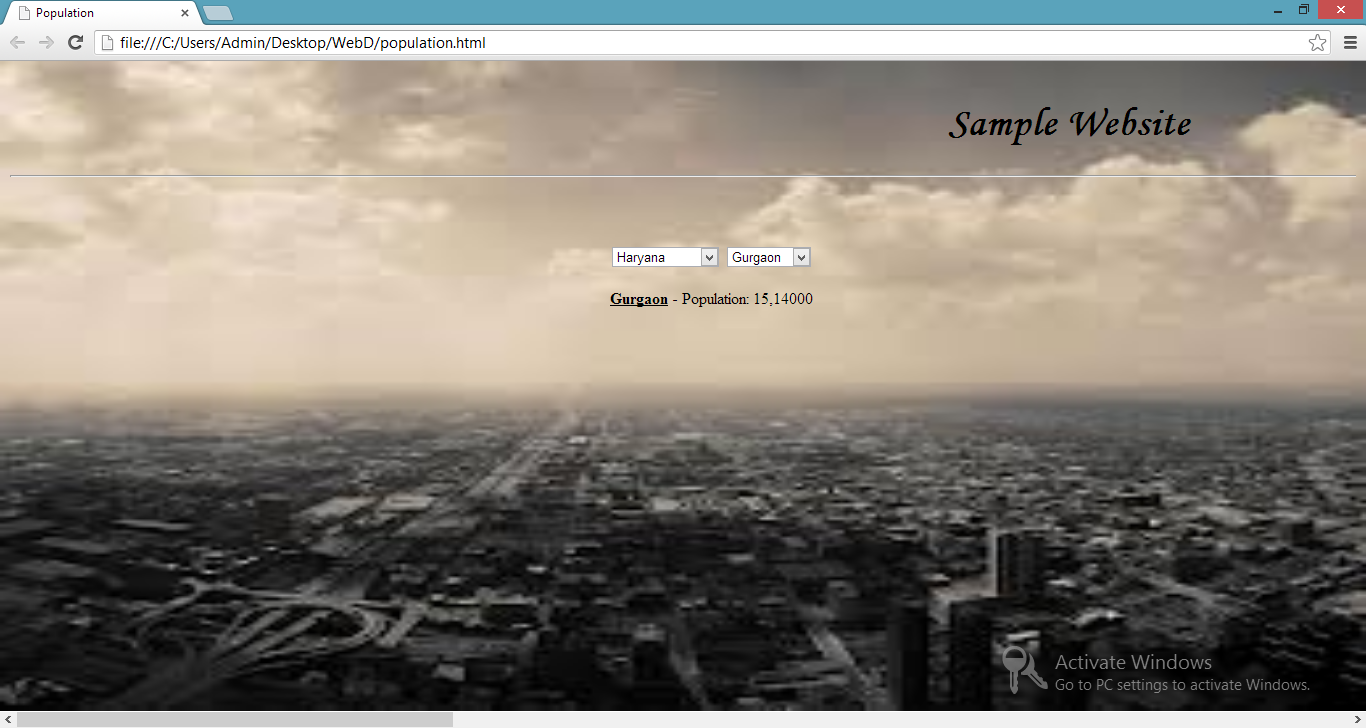 Population
file:///C:/Users/Admin/Desktop/WebD/population.html
Sample Website
Haryana Gurgaon
Gurgaon - Population: 15,14000
Activate Windows
Go to PC settings to activate Windows.